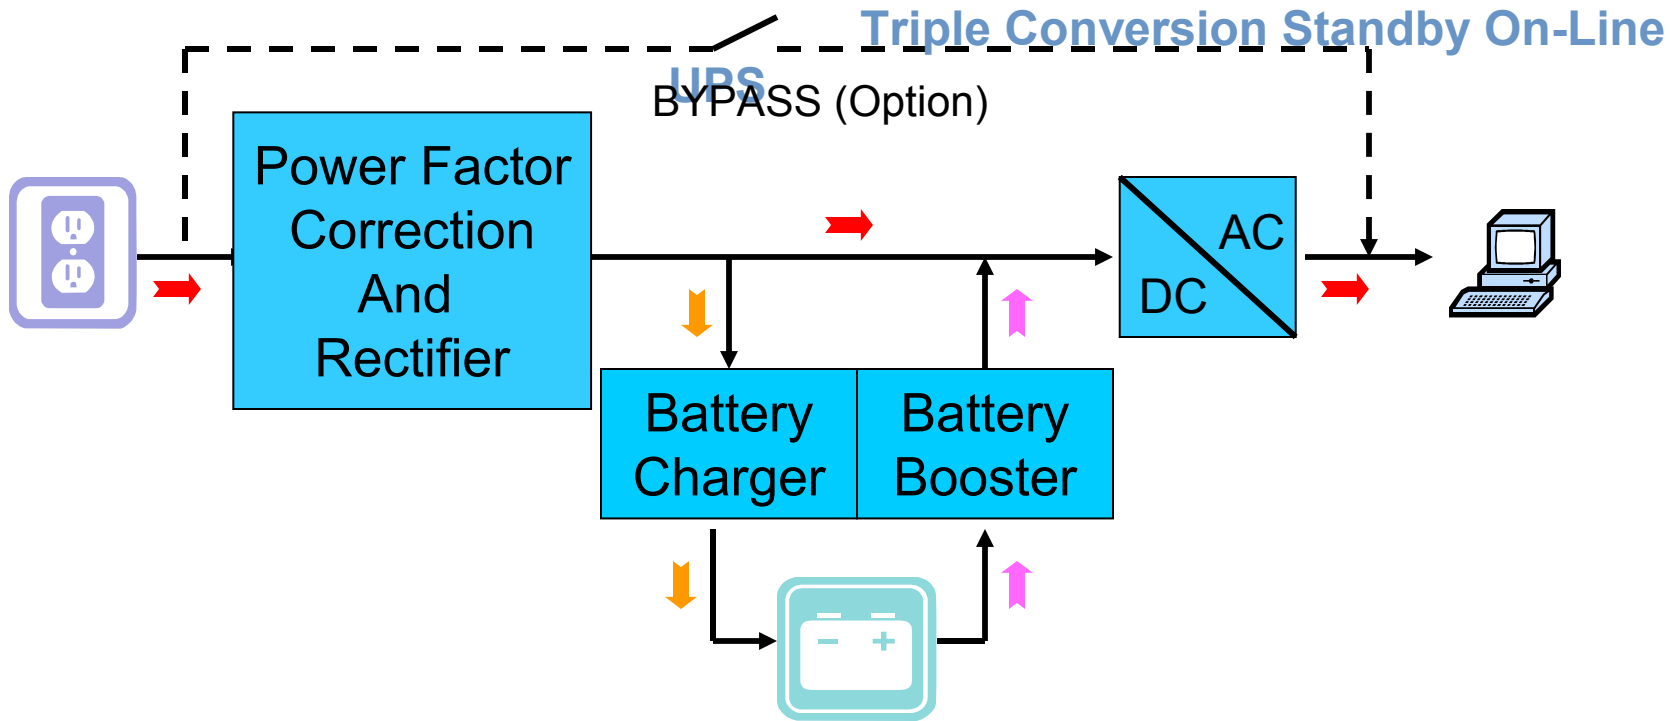 Triple Conversion Standby On-Line
UPS
BYPASS (Option)
Power Factor
Correction
And
Rectifier
AC
DC
Battery
Charger
Battery
Booster